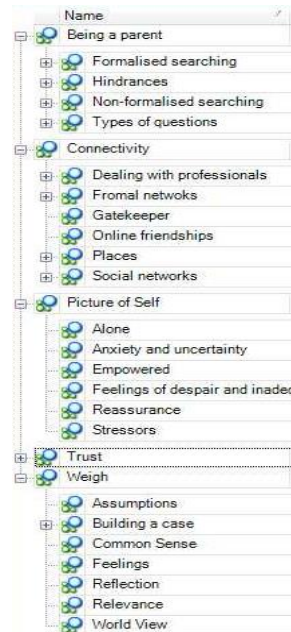 Name
Being a parent
Formalised searching
Hindrances
Non-formalised searching
Types of questions
Connectivity
Dealing with professionals
Fromal netwoks
Gatekeeper
Online friendships
Places
Social networks
Picture of Self
Alone
Anxiety and uncertainty
Empowered
Feelings of despair and inadec
Reassurance
Stressors
Trust
Weigh
Assumptions
Building a case
Common Sense
Feelings
Reflection
Relevance
World View